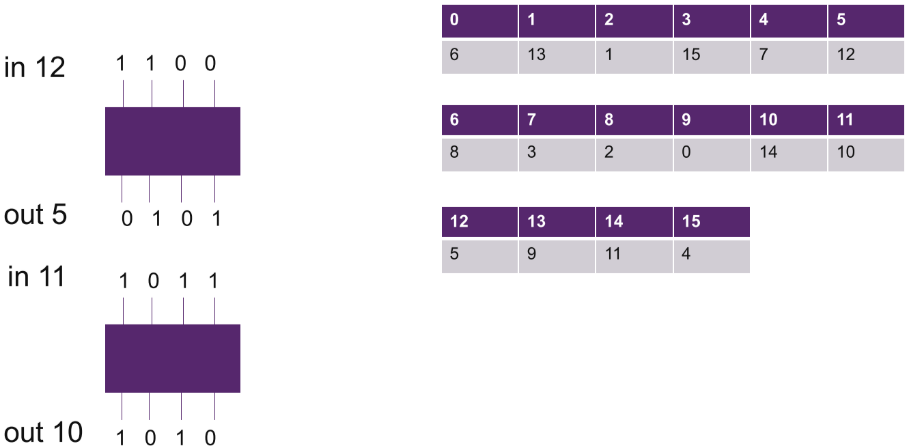 in 12 1 1 0 0
out 5 0 1 0 1
in 11 1 0 1 1
out 10 1 0 1 0
0 1 2 3 4 5
6 13 1 15 7 12
6 7 8 9 10 11
8 3 2 0 14 10
12 13 14 15
5 9 11 4